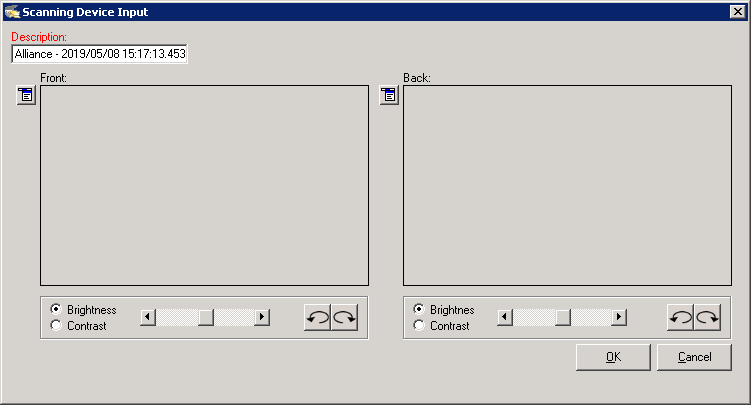 Scanning Device Input
Description:
Alliance - 2019/05/08 15:17:13.453
Front:
Back:
Brightness
Contrast
Brightnes
Contrast
OK
Cancel